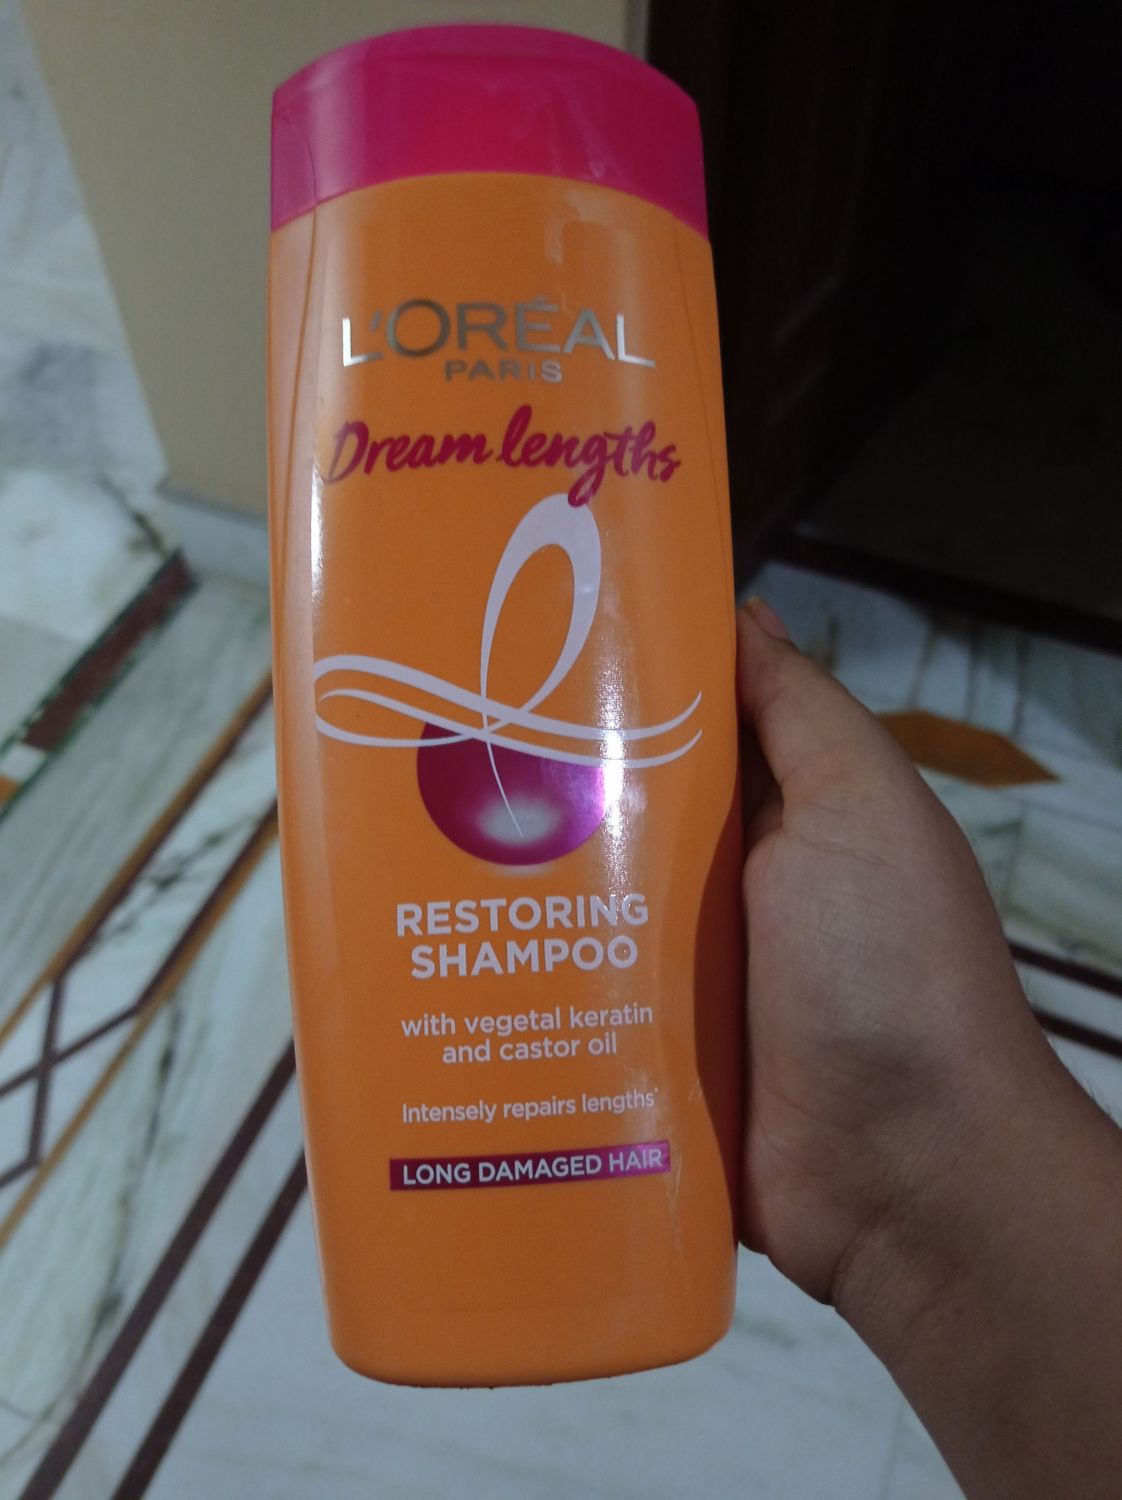 L'ORÉAL
PARIS
Dream lengths
RESTORING
SHAMPOO
with vegetal keratin
and castor oil
Intensely repairs lengths*
LONG DAMAGED HAIR